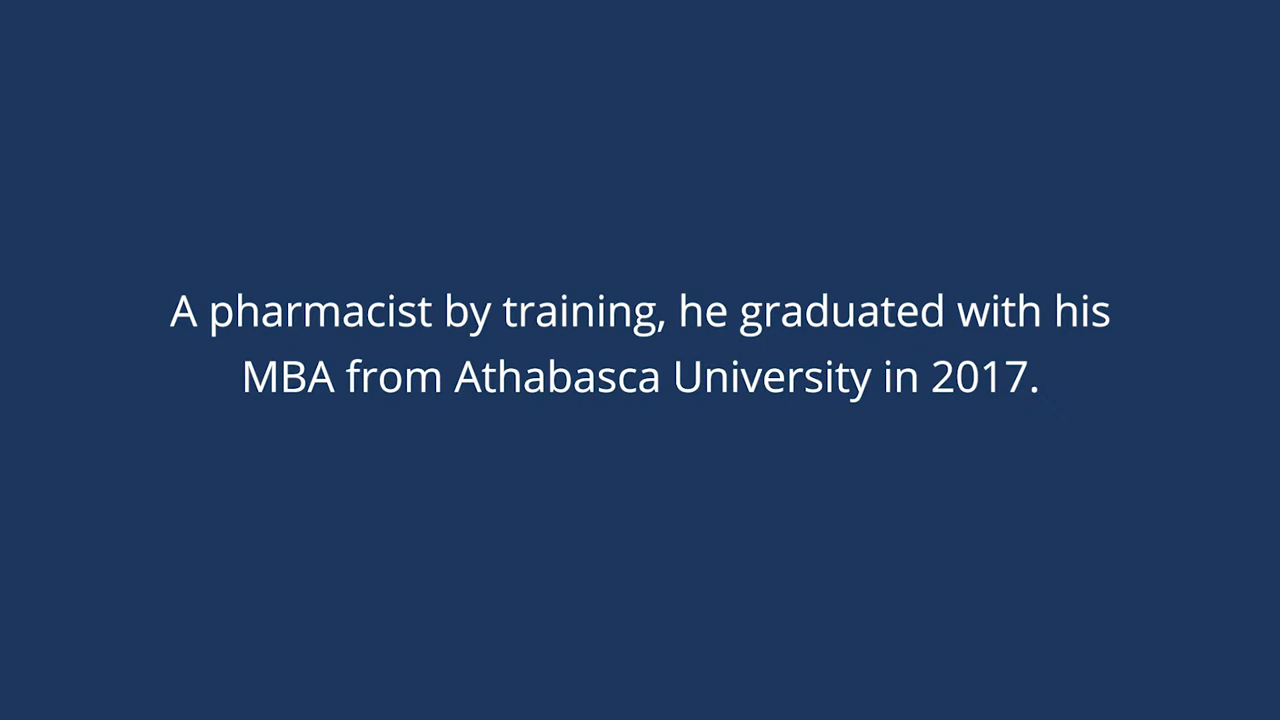 A pharmacist by training, he graduated with his
MBA from Athabasca University in 2017.